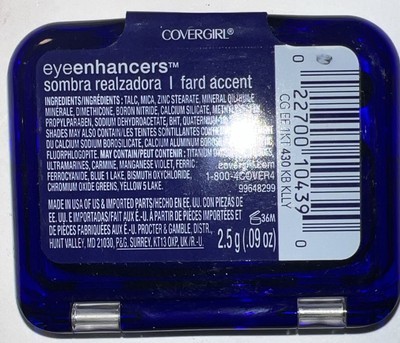 COVERGIRL®
eyeenhancers™
sombra realzadora | fard accent
INGREDIENTS/INGRÉDIENTS: TALC, MICA, ZINC STEARATE, MINERAL
MINERALE, DIMETHICONE, BORON NITRIDE, CALCIUM SILICATE,
PROPYLPARABEN, SODIUM DEHYDROACETATE, BHT,
SHADES MAY ALSO CONTAIN/LES TEINTES SCINTILLANTES
DU CALCIUM SODIUM BOROSILICATE, CALCIUM ALUMINUM
FLUORPHLOGOPITE. MAY CONTAIN/PEUT CONTENIR: TITANIUM
ULTRAMARINES, CARMINE, MANGANESE VIOLET, FERRIC
FERROCYANIDE, BLUE 1 LAKE, BISMUTH OXYCHLORIDE,
CHROMIUM OXIDE GREENS, YELLOW 5 LAKE.
1-800-4COVER4
99648299
MADE IN USA OF US AND IMPORTED PARTS/HECHO EN EE. UU. CON PIEZAS DE
EE. UU. E IMPORTADAS/FAIT AUX É.-U. À PARTIR DE PIÈCES IMPORTÉES ET
DE PIÈCES FABRIQUÉES AUX É.-U. PROCTER & GAMBLE, DISTR.,
HUNT VALLEY, MD 21030, P&G, SURREY, KT13 0XP, UK./R.-U.
36M
2.5 g (.09 oz)
0 22700 10439 0
CG EE 1KT 430 KB KLLY